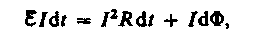 ℰIdt = I²Rdt + IdΦ,